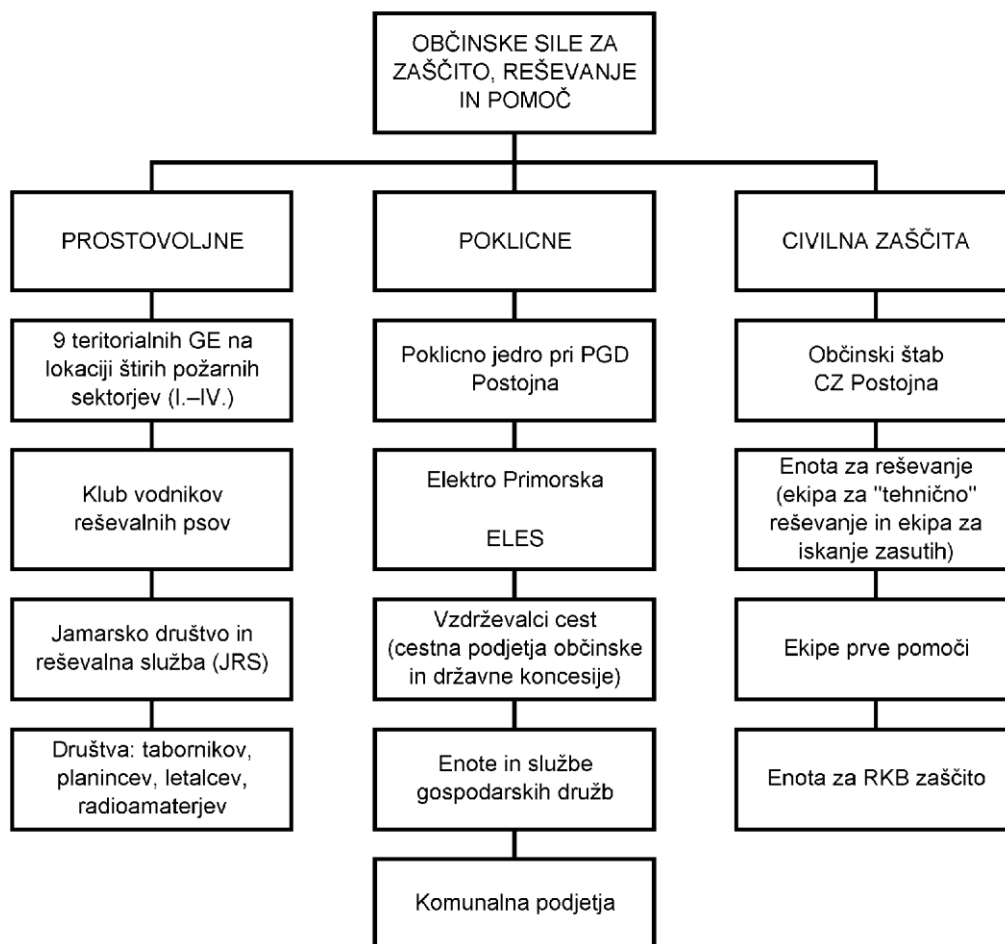 OBČINSKE SILE ZA
ZAŠČITO, REŠEVANJE
IN POMOČ
PROSTOVOLJNE
POKLICNE
CIVILNA ZAŠČITA
9 teritorialnih GE na
lokaciji štirih požarnih
sektorjev (I.–IV.)
Poklicno jedro pri PGD
Postojna
Občinski štab
CZ Postojna
Klub vodnikov
reševalnih psov
Elektro Primorska
ELES
Enota za reševanje
(ekipa za "tehnično"
reševanje in ekipa za
iskanje zasutih)
Jamarsko društvo in
reševalna služba (JRS)
Vzdrževalci cest
(cestna podjetja občinske
in državne koncesije)
Ekipe prve pomoči
Društva: tabornikov,
planincev, letalcev,
radioamaterjev
Enote in službe
gospodarskih družb
Enota za RKB zaščito
Komunalna podjetja